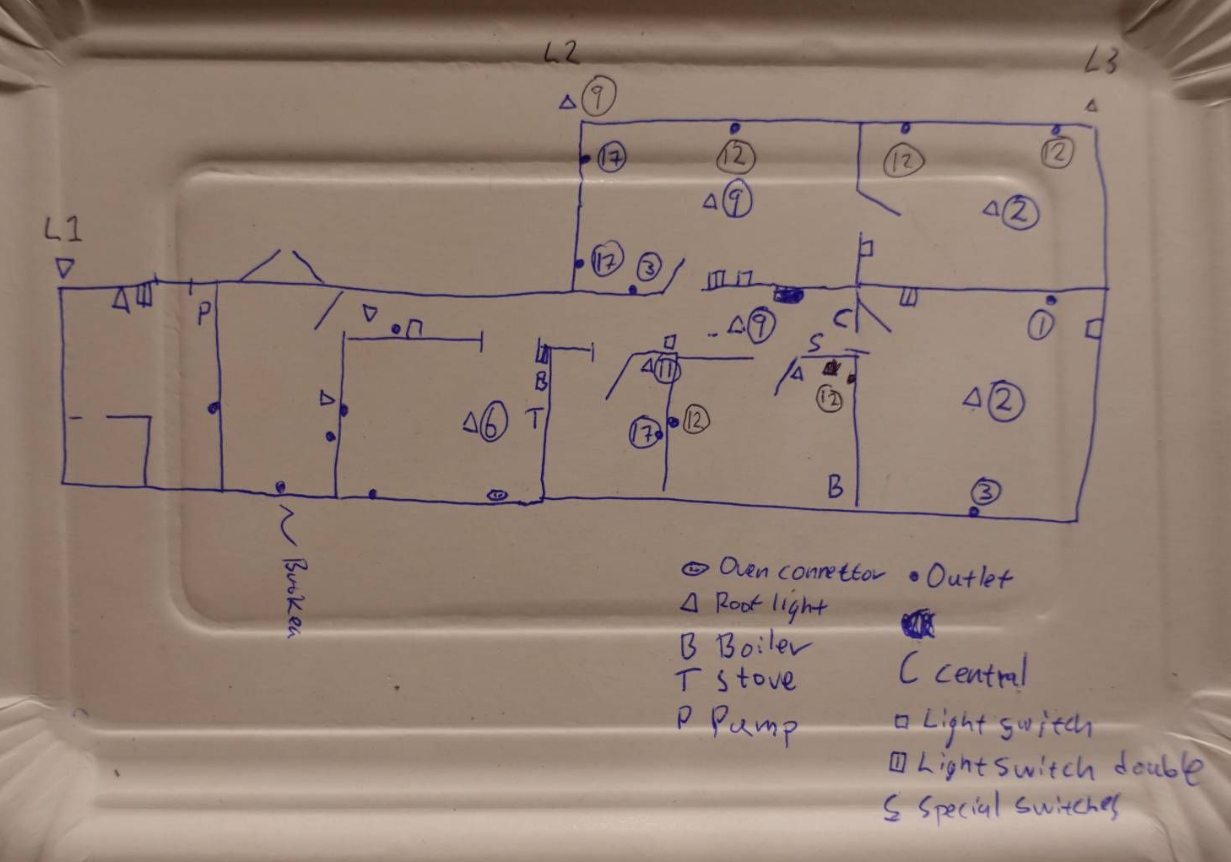 L2
L3
9
17
12
12
12
9
2
L1
17
3
P
9
C
1
S
11
B
12
2
T
6
17
12
B
3
Broken
Oven connettor
Outlet
Roof light
B Boiler
T stove
C central
P Pump
Light switch
Light switch double
S Special switches